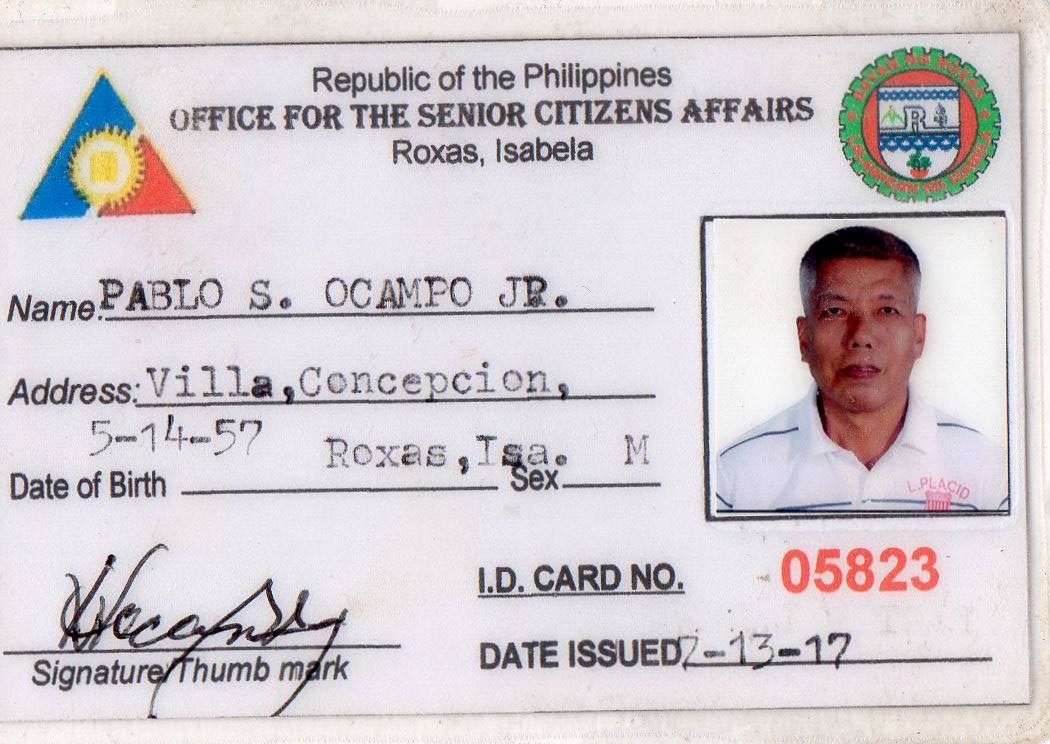 Republic of the Philippines
OFFICE FOR THE SENIOR CITIZENS AFFAIRS
Roxas, Isabela
BAYAN NG ROXAS
LALAWIGAN NG ISABELA
R
Name: PABLO S. OCAMPO JR.
Address: Villa, Concepcion,
5-14-57 Roxas, Isa. M
Date of Birth Sex
L.PLACID
I.D. CARD NO. 05823
DATE ISSUED 2-13-17
Signature/Thumb mark